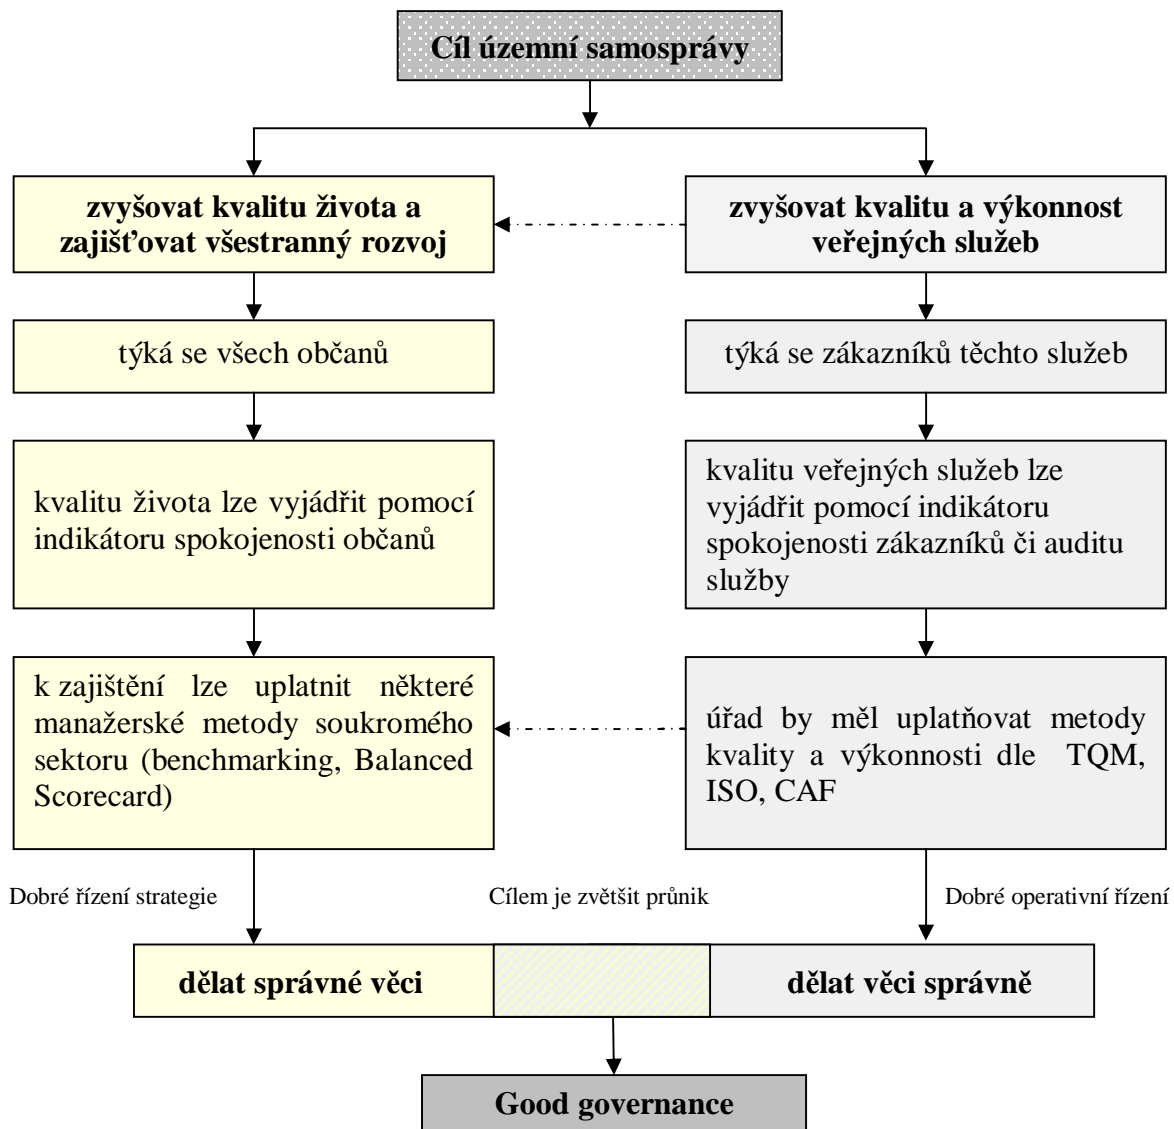 Cíl územní samosprávy
zvyšovat kvalitu života a
zajišťovat všestranný rozvoj
zvyšovat kvalitu a výkonnost
veřejných služeb
týká se všech občanů
týká se zákazníků těchto služeb
kvalitu života lze vyjádřit pomocí
indikátoru spokojenosti občanů
kvalitu veřejných služeb lze
vyjádřit pomocí indikátoru
spokojenosti zákazníků či auditu
služby
k zajištění lze uplatnit některé
manažerské metody soukromého
sektoru (benchmarking, Balanced
Scorecard)
úřad by měl uplatňovat metody
kvality a výkonnosti dle TQM,
ISO, CAF
Dobré řízení strategie
Cílem je zvětšit průnik
Dobré operativní řízení
dělat správné věci
dělat věci správně
Good governance